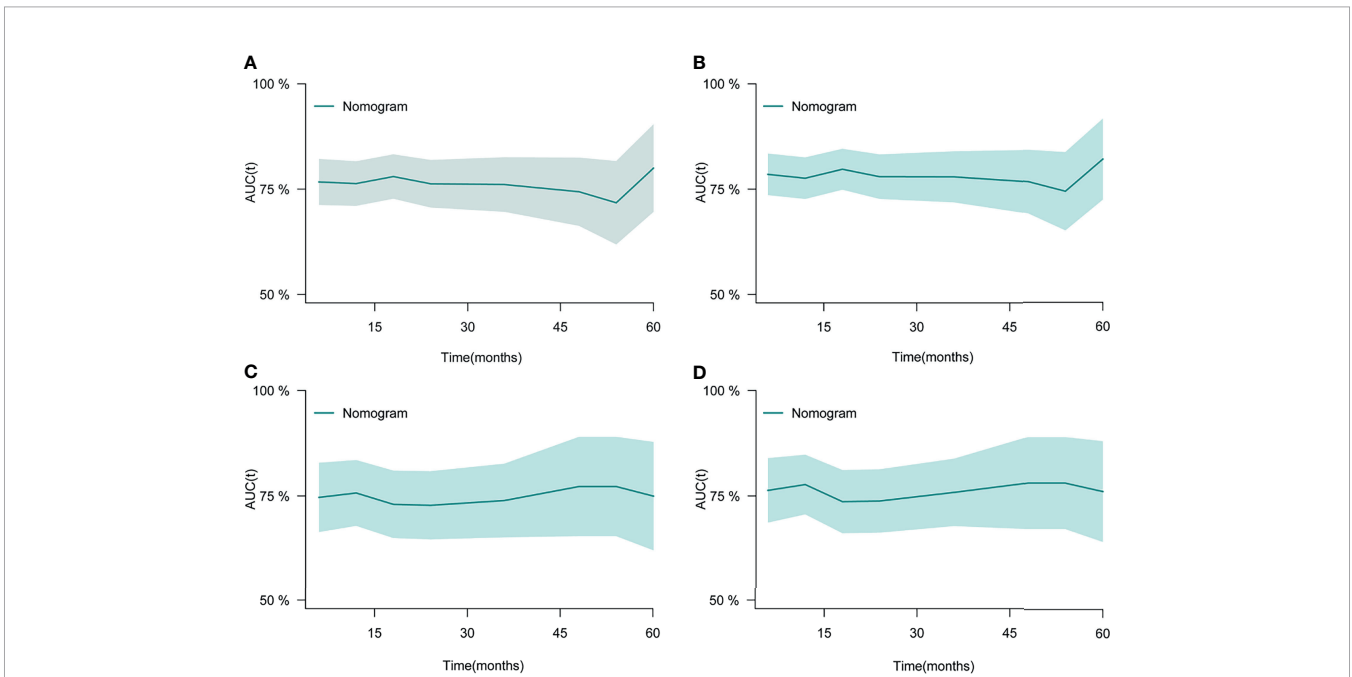 A
100 %
Nomogram
75 %
AUC(t)
50 %
15 30 45 60
Time(months)
B
100 %
Nomogram
75 %
AUC(t)
50 %
15 30 45 60
Time(months)
C
100 %
Nomogram
75 %
AUC(t)
50 %
15 30 45 60
Time(months)
D
100 %
Nomogram
75 %
AUC(t)
50 %
15 30 45 60
Time(months)